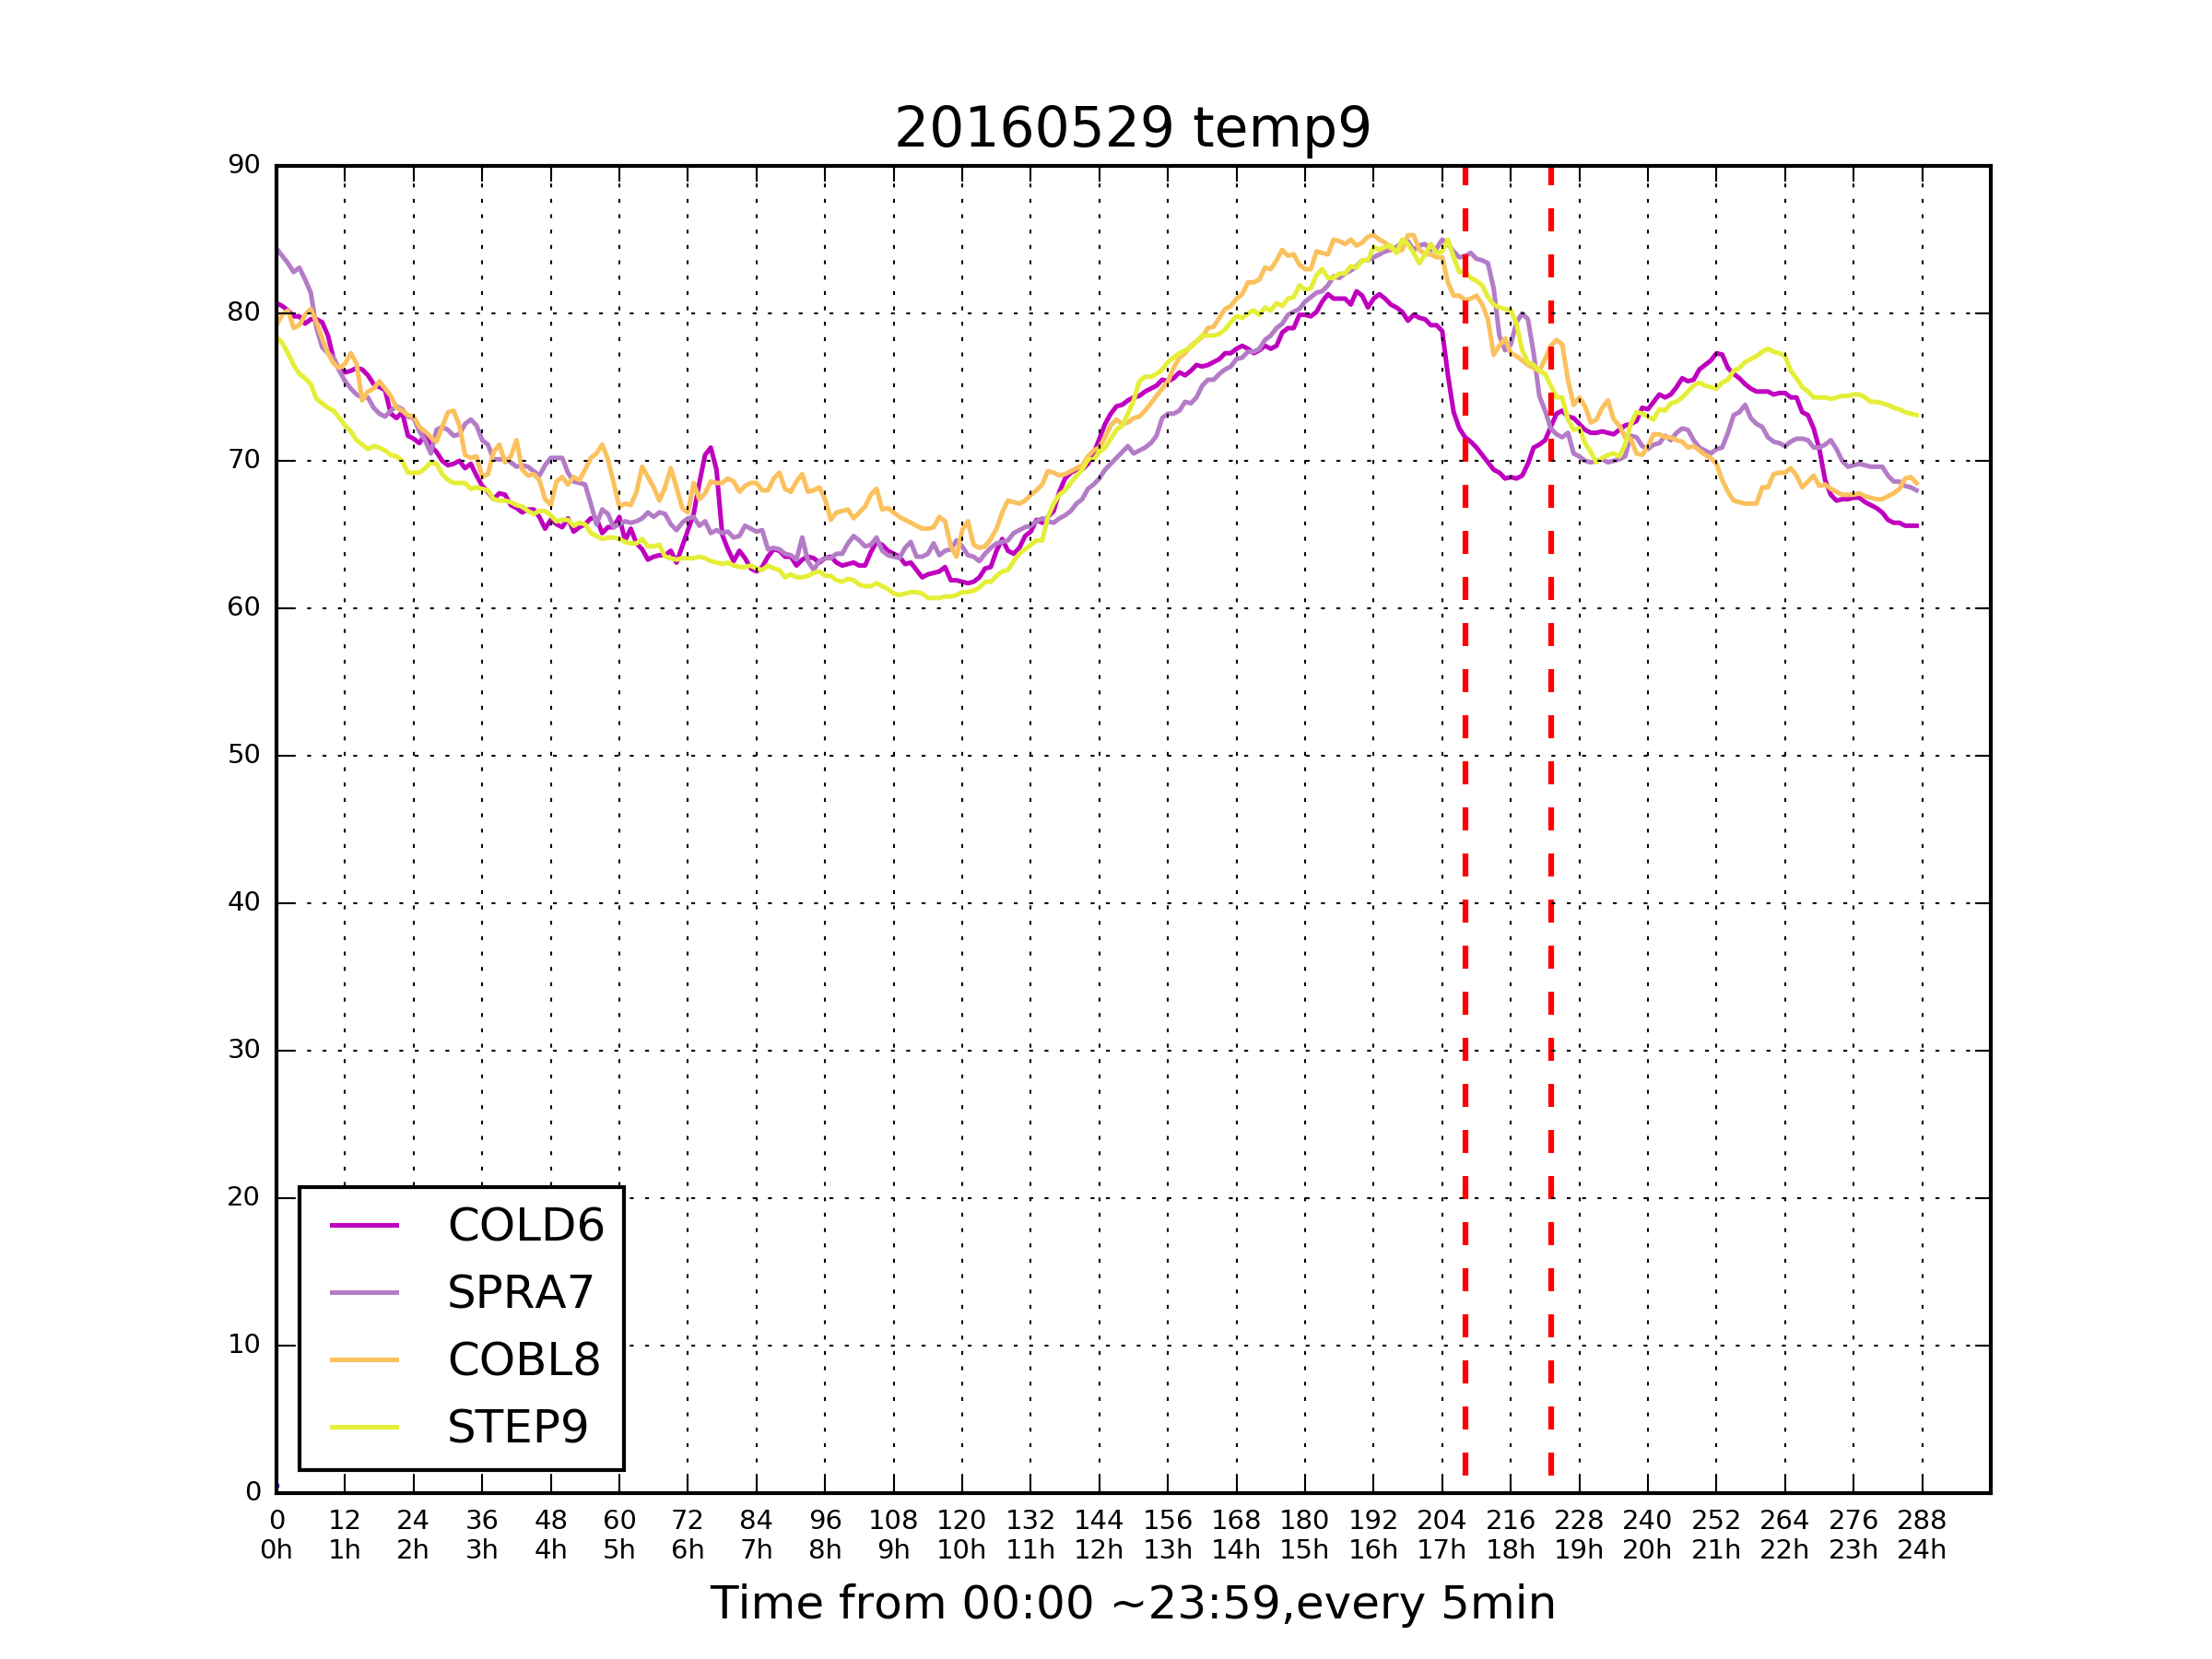 20160529 temp9
90
80
70
60
50
40
30
20
10
0
COLD6
SPRA7
COBL8
STEP9
0 12 24 36 48 60 72 84 96 108 120 132 144 156 168 180 192 204 216 228 240 252 264 276 288
0h 1h 2h 3h 4h 5h 6h 7h 8h 9h 10h 11h 12h 13h 14h 15h 16h 17h 18h 19h 20h 21h 22h 23h 24h
Time from 00:00 ~23:59,every 5min